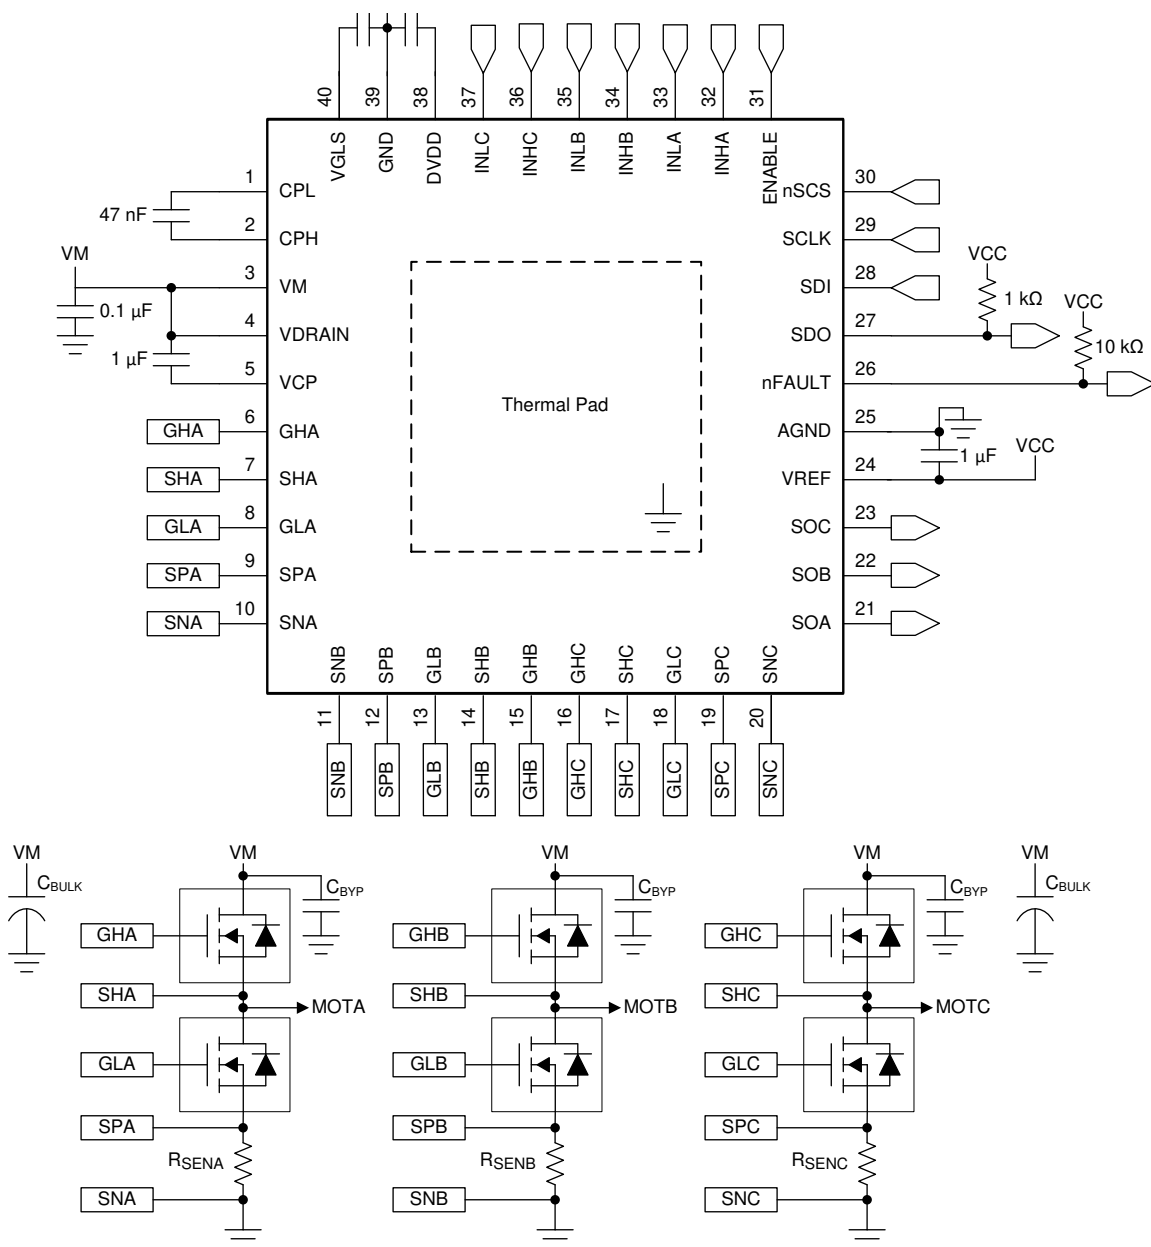 40 39 38 37 36 35 34 33 32 31
VGLS GND DVDD INLC INHC INLB INHB INLA INHA ENABLE
1 CPL
47 nF
2 CPH
VM
3 VM
0.1 µF
4 VDRAIN
1 µF
5 VCP
GHA 6 GHA
SHA 7 SHA
GLA 8 GLA
SPA 9 SPA
SNA 10 SNA
Thermal Pad
nSCS 30
SCLK 29
VCC
SDI 28
1 kΩ
VCC
SDO 27
10 kΩ
nFAULT 26
AGND 25
1 µF
VCC
VREF 24
SOC 23
SOB 22
SOA 21
SNB SPB GLB SHB GHB GHC SHC GLC SPC SNC
11 12 13 14 15 16 17 18 19 20
SNB SPB GLB SHB GHB GHC SHC GLC SPC SNC
VM VM VM VM VM
CBULK CBYP CBYP CBYP CBULK
GHA GHB GHC
SHA SHB SHC
MOTA MOTB MOTC
GLA GLB GLC
SPA SPB SPC
RSENA RSENB RSENC
SNA SNB SNC